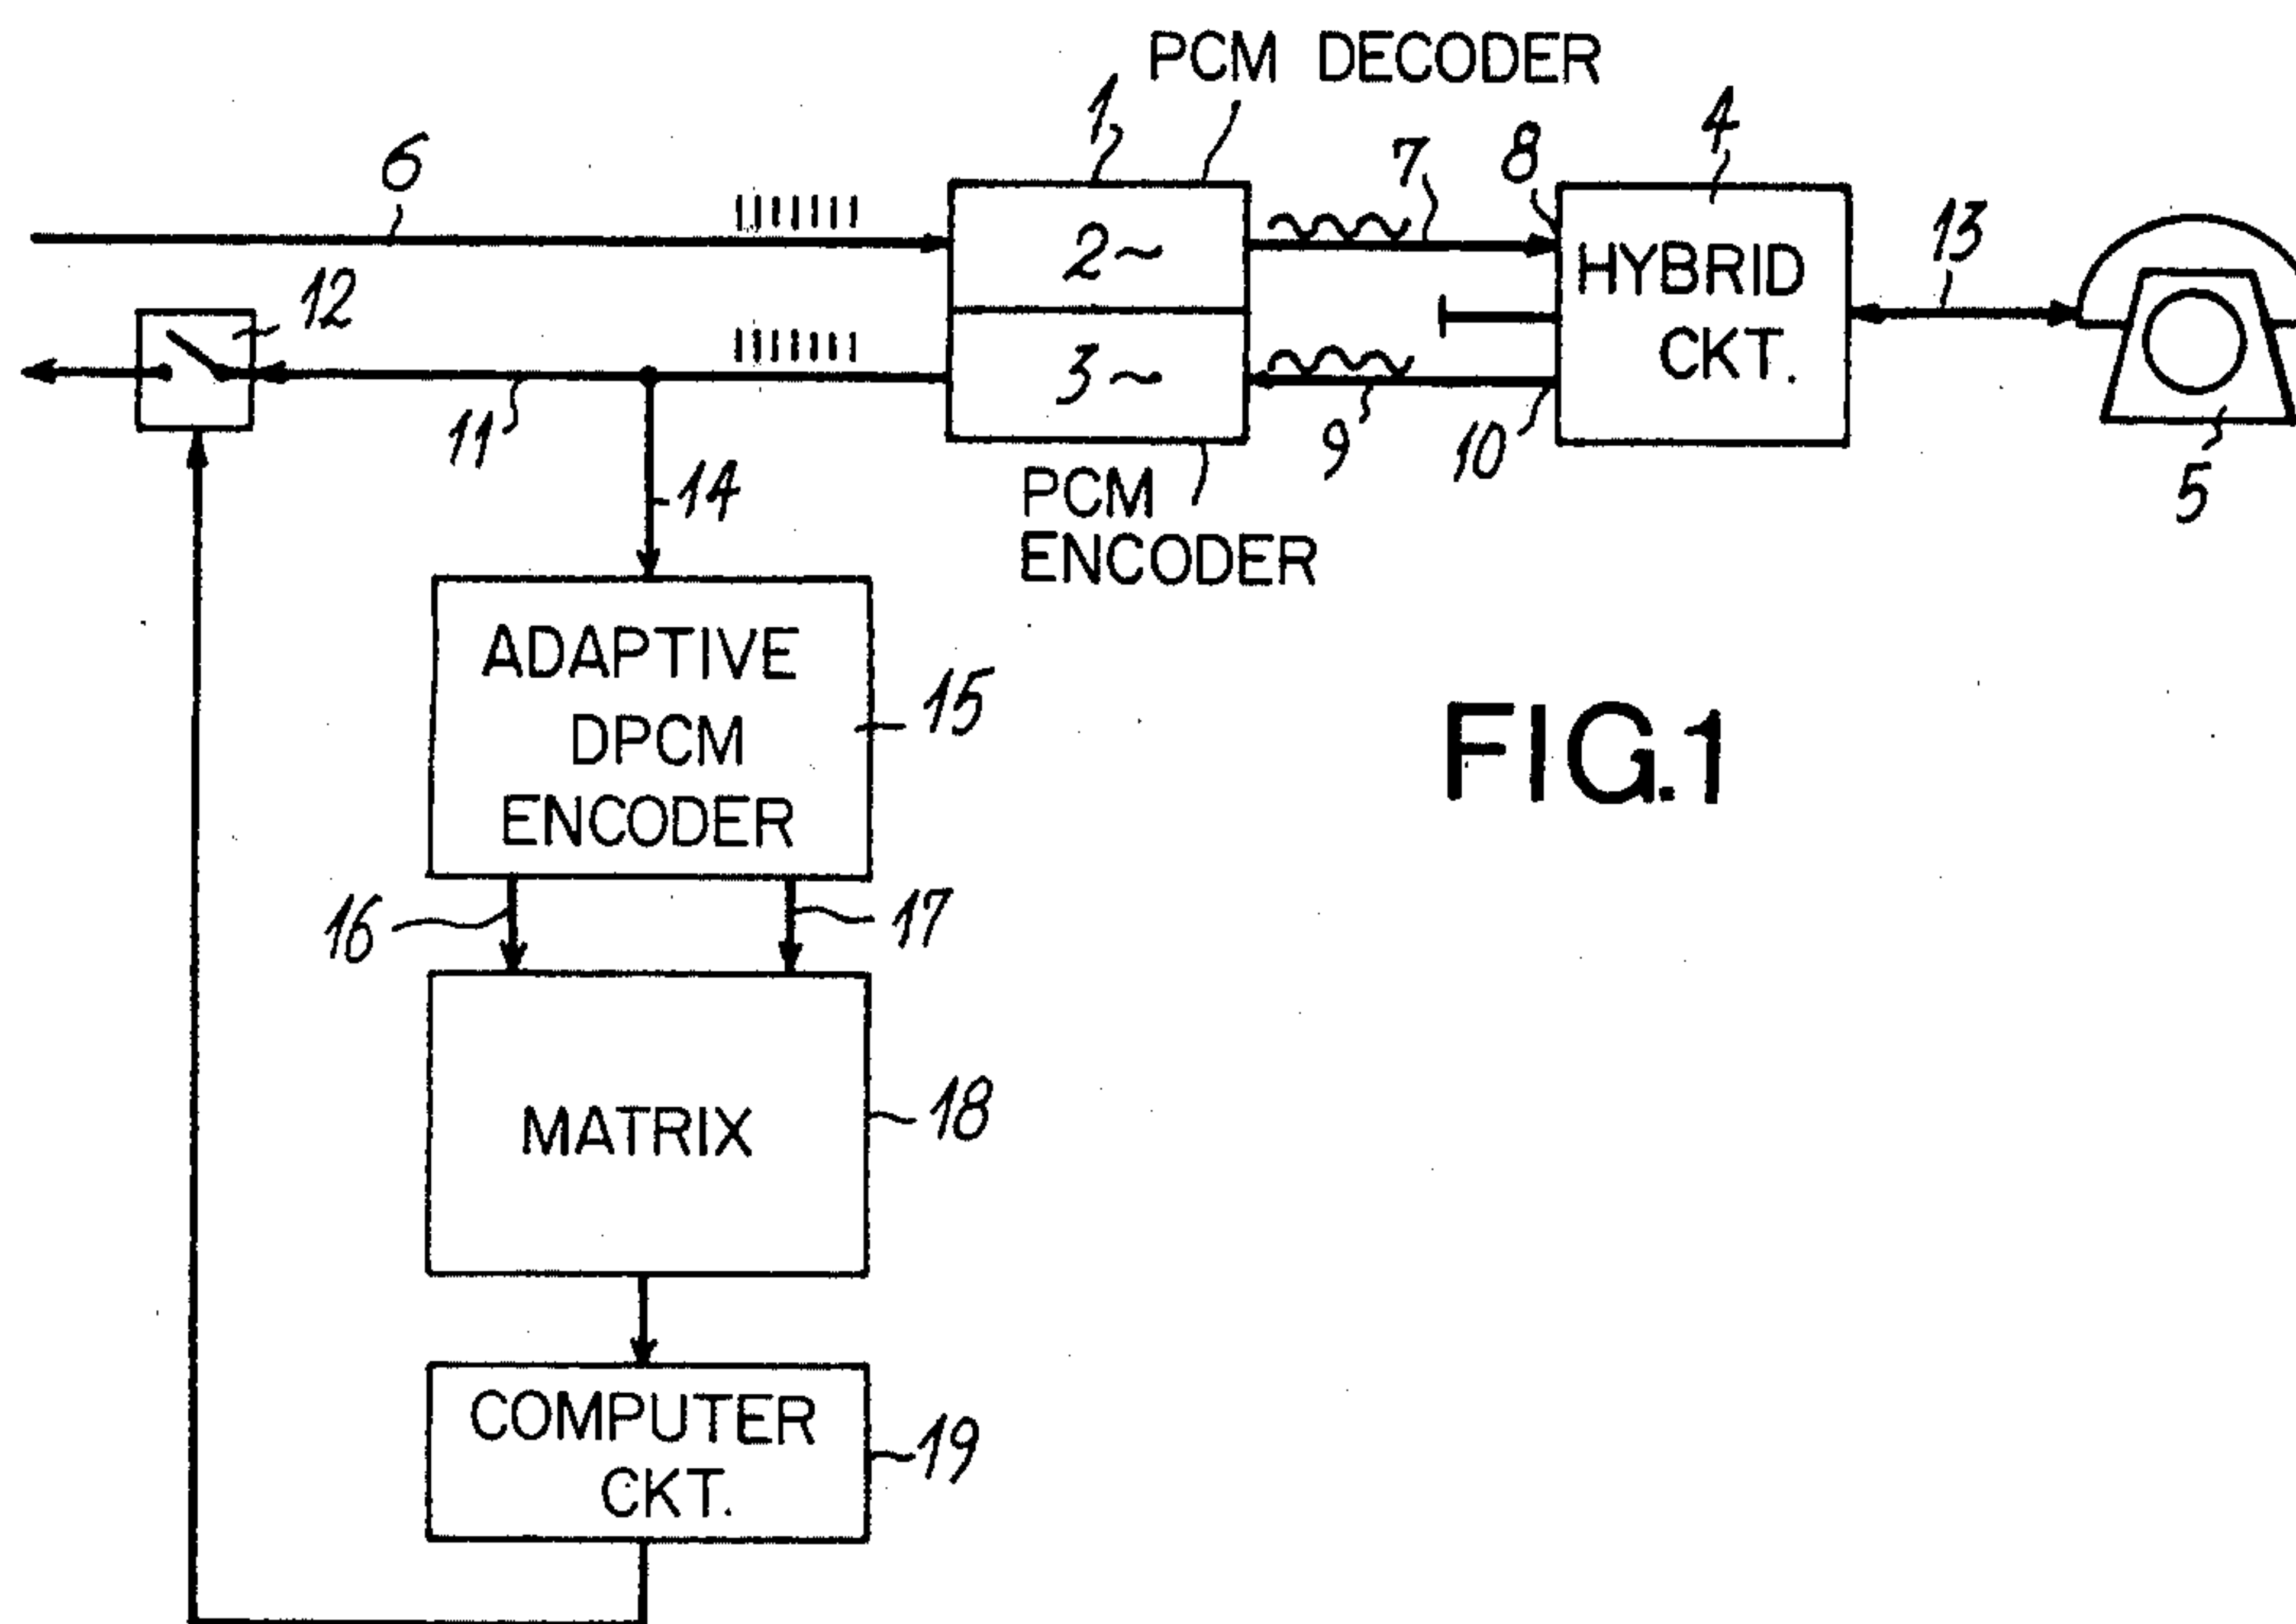 PCM DECODER
1
4
6
7
8
2~
HYBRID
CKT.
13
12
3~
11
9
10
5
14
PCM
ENCODER
ADAPTIVE
DPCM
ENCODER
15
FIG.1
16
17
MATRIX
18
COMPUTER
CKT.
19